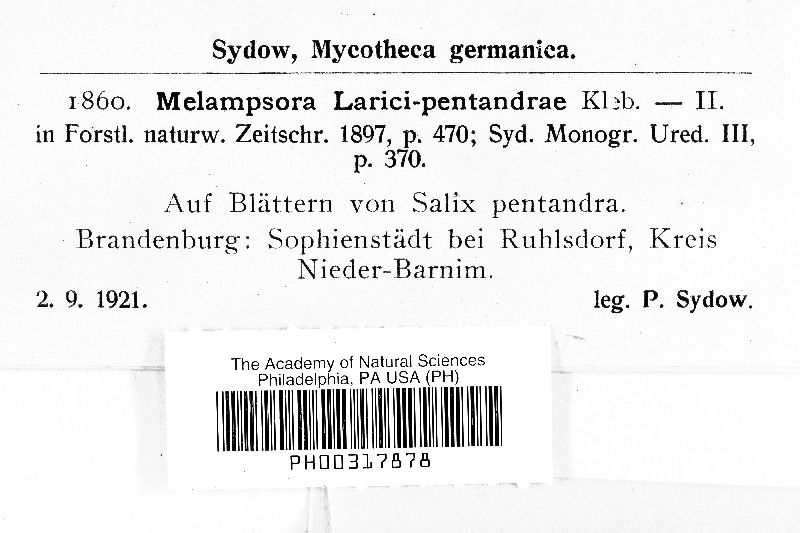 Sydow, Mycotheca germanica.
1860. Melampsora Larici-pentandrae Kleb. — II.
in Forstl. naturw. Zeitschr. 1897, p. 470; Syd. Monogr. Ured. III,
p. 370.
Auf Blättern von Salix pentandra.
Brandenburg: Sophienstädt bei Ruhlsdorf, Kreis
Nieder-Barnim.
2. 9. 1921. leg. P. Sydow.
The Academy of Natural Sciences
Philadelphia, PA USA (PH)
PH00317878